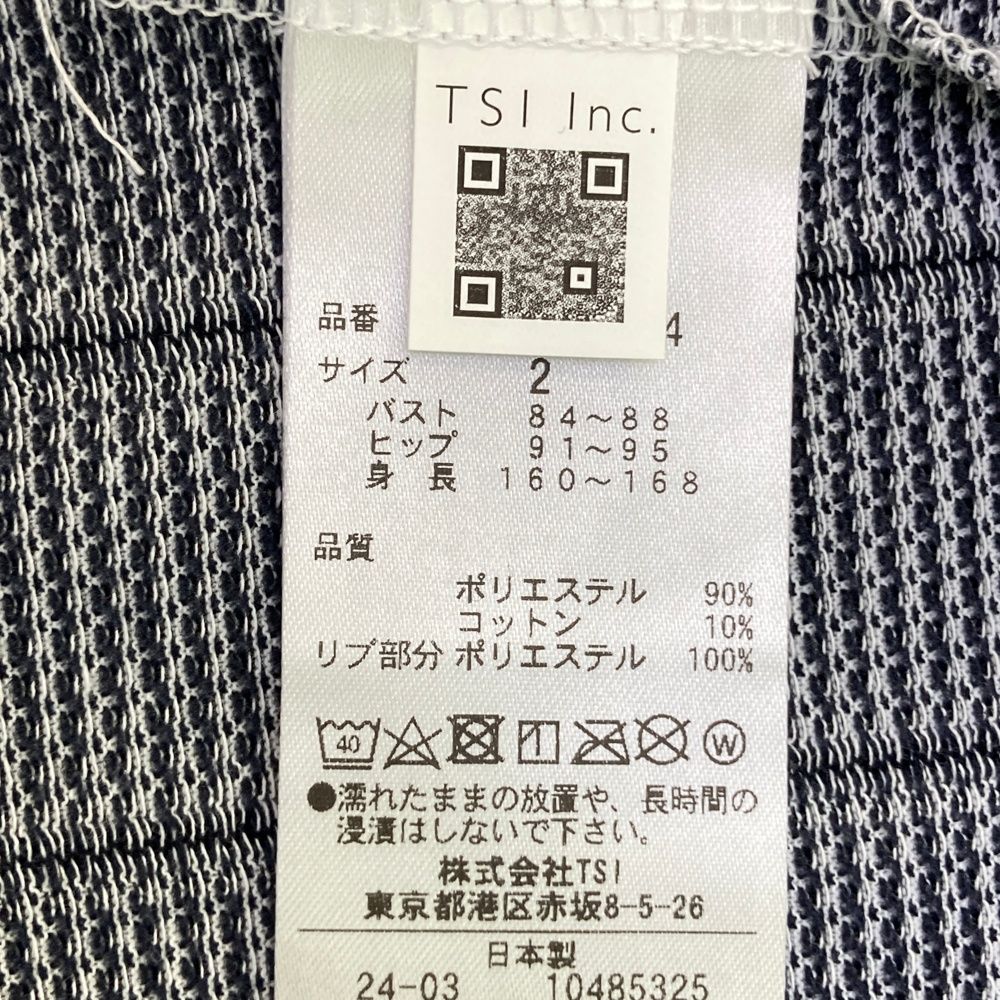 TSI Inc.
品番 4
サイズ 2
バスト 84～88
ヒップ 91～95
身 長 160～168
品質
ポリエステル 90%
コットン 10%
リブ部分 ポリエステル 100%
40 W
●濡れたままの放置や、長時間の
浸漬はしないで下さい。
株式会社TSI
東京都港区赤坂8-5-26
日本製
24-03 10485325